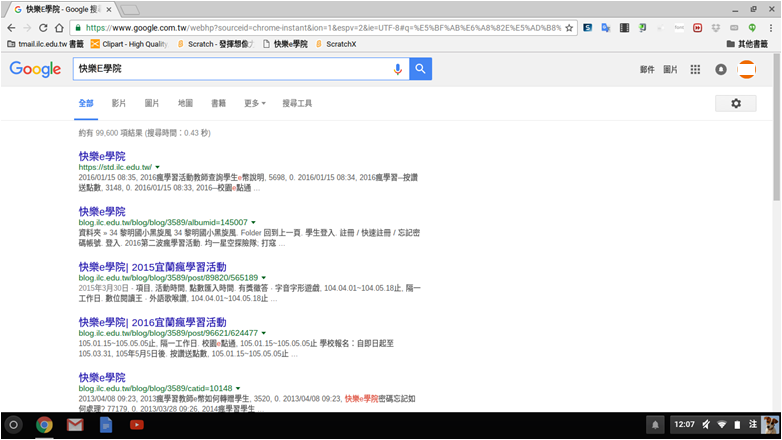 快樂E學院 - Google 搜尋
https://www.google.com.tw/webhp?sourceid=chrome-instant&ion=1&espv=2&ie=UTF-8#q=%E5%BF%AB%E6%A8%82E%E5%AD%B8%
tmail.ilc.edu.tw 書籤
Clipart - High Quality
Scratch - 發揮想像力
快樂e學院
ScratchX
其他書籤
Google
快樂E學院
郵件 圖片
全部 影片 圖片 地圖 書籍 更多 搜尋工具
約有 99,600 項結果 (搜尋時間：0.43 秒)
快樂e學院
https://std.ilc.edu.tw/
2016/01/15 08:35, 2016瘋學習活動教師查詢學生e幣說明, 5698, 0. 2016/01/15 08:34, 2016瘋學習─按讚
送點數, 3148, 0. 2016/01/15 08:33, 2016─校園e點通 ...
快樂e學院
blog.ilc.edu.tw/blog/blog/3589/albumid=145007
資料夾 » 34 黎明國小黑旋風 34 黎明國小黑旋風. Folder 回到上一頁. 學生登入. 註冊 / 快速註冊 / 忘記密
碼帳號. 登入. 2016第二波瘋學習活動. 均一星空探險隊; 打寇 ...
快樂e學院| 2015宜蘭瘋學習活動
blog.ilc.edu.tw/blog/blog/3589/post/89820/565189
2015年3月30日 - 項目, 活動時間, 點數匯入時間. 有獎徵答 · 字音字形遊戲, 104.04.01~104.05.18止, 隔一
工作日. 數位閱讀王 · 外語歌喉讚, 104.04.01~104.05.18止 ...
快樂e學院| 2016宜蘭瘋學習活動
blog.ilc.edu.tw/blog/blog/3589/post/96621/624477
105.01.15~105.05.05止, 隔一工作日. 校園e點通, 105.01.15~105.05.05止 學校報名：自即日起至
105.03.31, 105年5月5日後. 按讚送點數, 105.01.15~105.05.15止 ...
快樂e學院
blog.ilc.edu.tw/blog/blog/3589/catid=10148
2013/04/08 09:23, 2013瘋學習教師e幣如何轉贈學生, 3520, 0. 2013/04/08 09:23, 快樂e學院密碼忘記如
何處理? 77179, 0. 2013/03/28 09:26, 2014瘋學習學生 ...
12:07
注